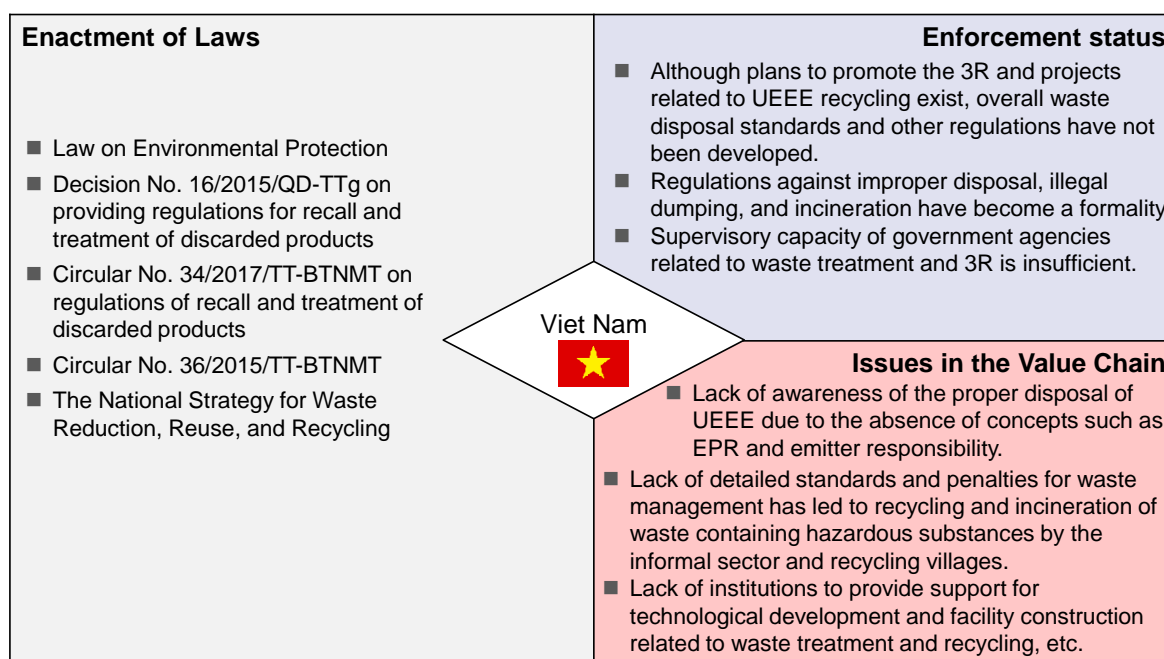 Enactment of Laws
Law on Environmental Protection
Decision No. 16/2015/QD-TTg on
providing regulations for recall and
treatment of discarded products
Circular No. 34/2017/TT-BTNMT on
regulations of recall and treatment of
discarded products
Circular No. 36/2015/TT-BTNMT
The National Strategy for Waste
Reduction, Reuse, and Recycling
Enforcement status
Although plans to promote the 3R and projects
related to UEEE recycling exist, overall waste
disposal standards and other regulations have not
been developed.
Regulations against improper disposal, illegal
dumping, and incineration have become a formality
Supervisory capacity of government agencies
related to waste treatment and 3R is insufficient.
Viet Nam
Issues in the Value Chain
Lack of awareness of the proper disposal of
UEEE due to the absence of concepts such as
EPR and emitter responsibility.
Lack of detailed standards and penalties for waste
management has led to recycling and incineration of
waste containing hazardous substances by the
informal sector and recycling villages.
Lack of institutions to provide support for
technological development and facility construction
related to waste treatment and recycling, etc.